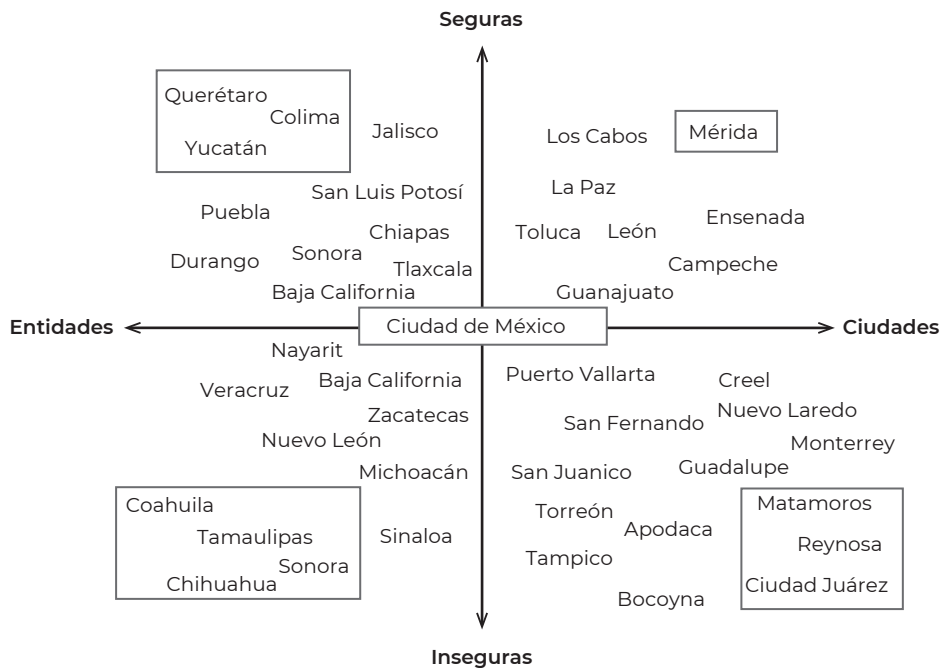 Seguras
Querétaro
Colima
Yucatán
Jalisco
San Luis Potosí
Puebla
Chiapas
Sonora
Durango
Tlaxcala
Baja California
Los Cabos
Mérida
La Paz
Ensenada
Toluca
León
Campeche
Guanajuato
Entidades
Ciudad de México
Ciudades
Nayarit
Baja California
Veracruz
Zacatecas
Nuevo León
Michoacán
Coahuila
Tamaulipas
Sinaloa
Sonora
Chihuahua
Puerto Vallarta
Creel
Nuevo Laredo
San Fernando
Monterrey
San Juanico
Guadalupe
Matamoros
Torreón
Apodaca
Reynosa
Tampico
Ciudad Juárez
Bocoyna
Inseguras